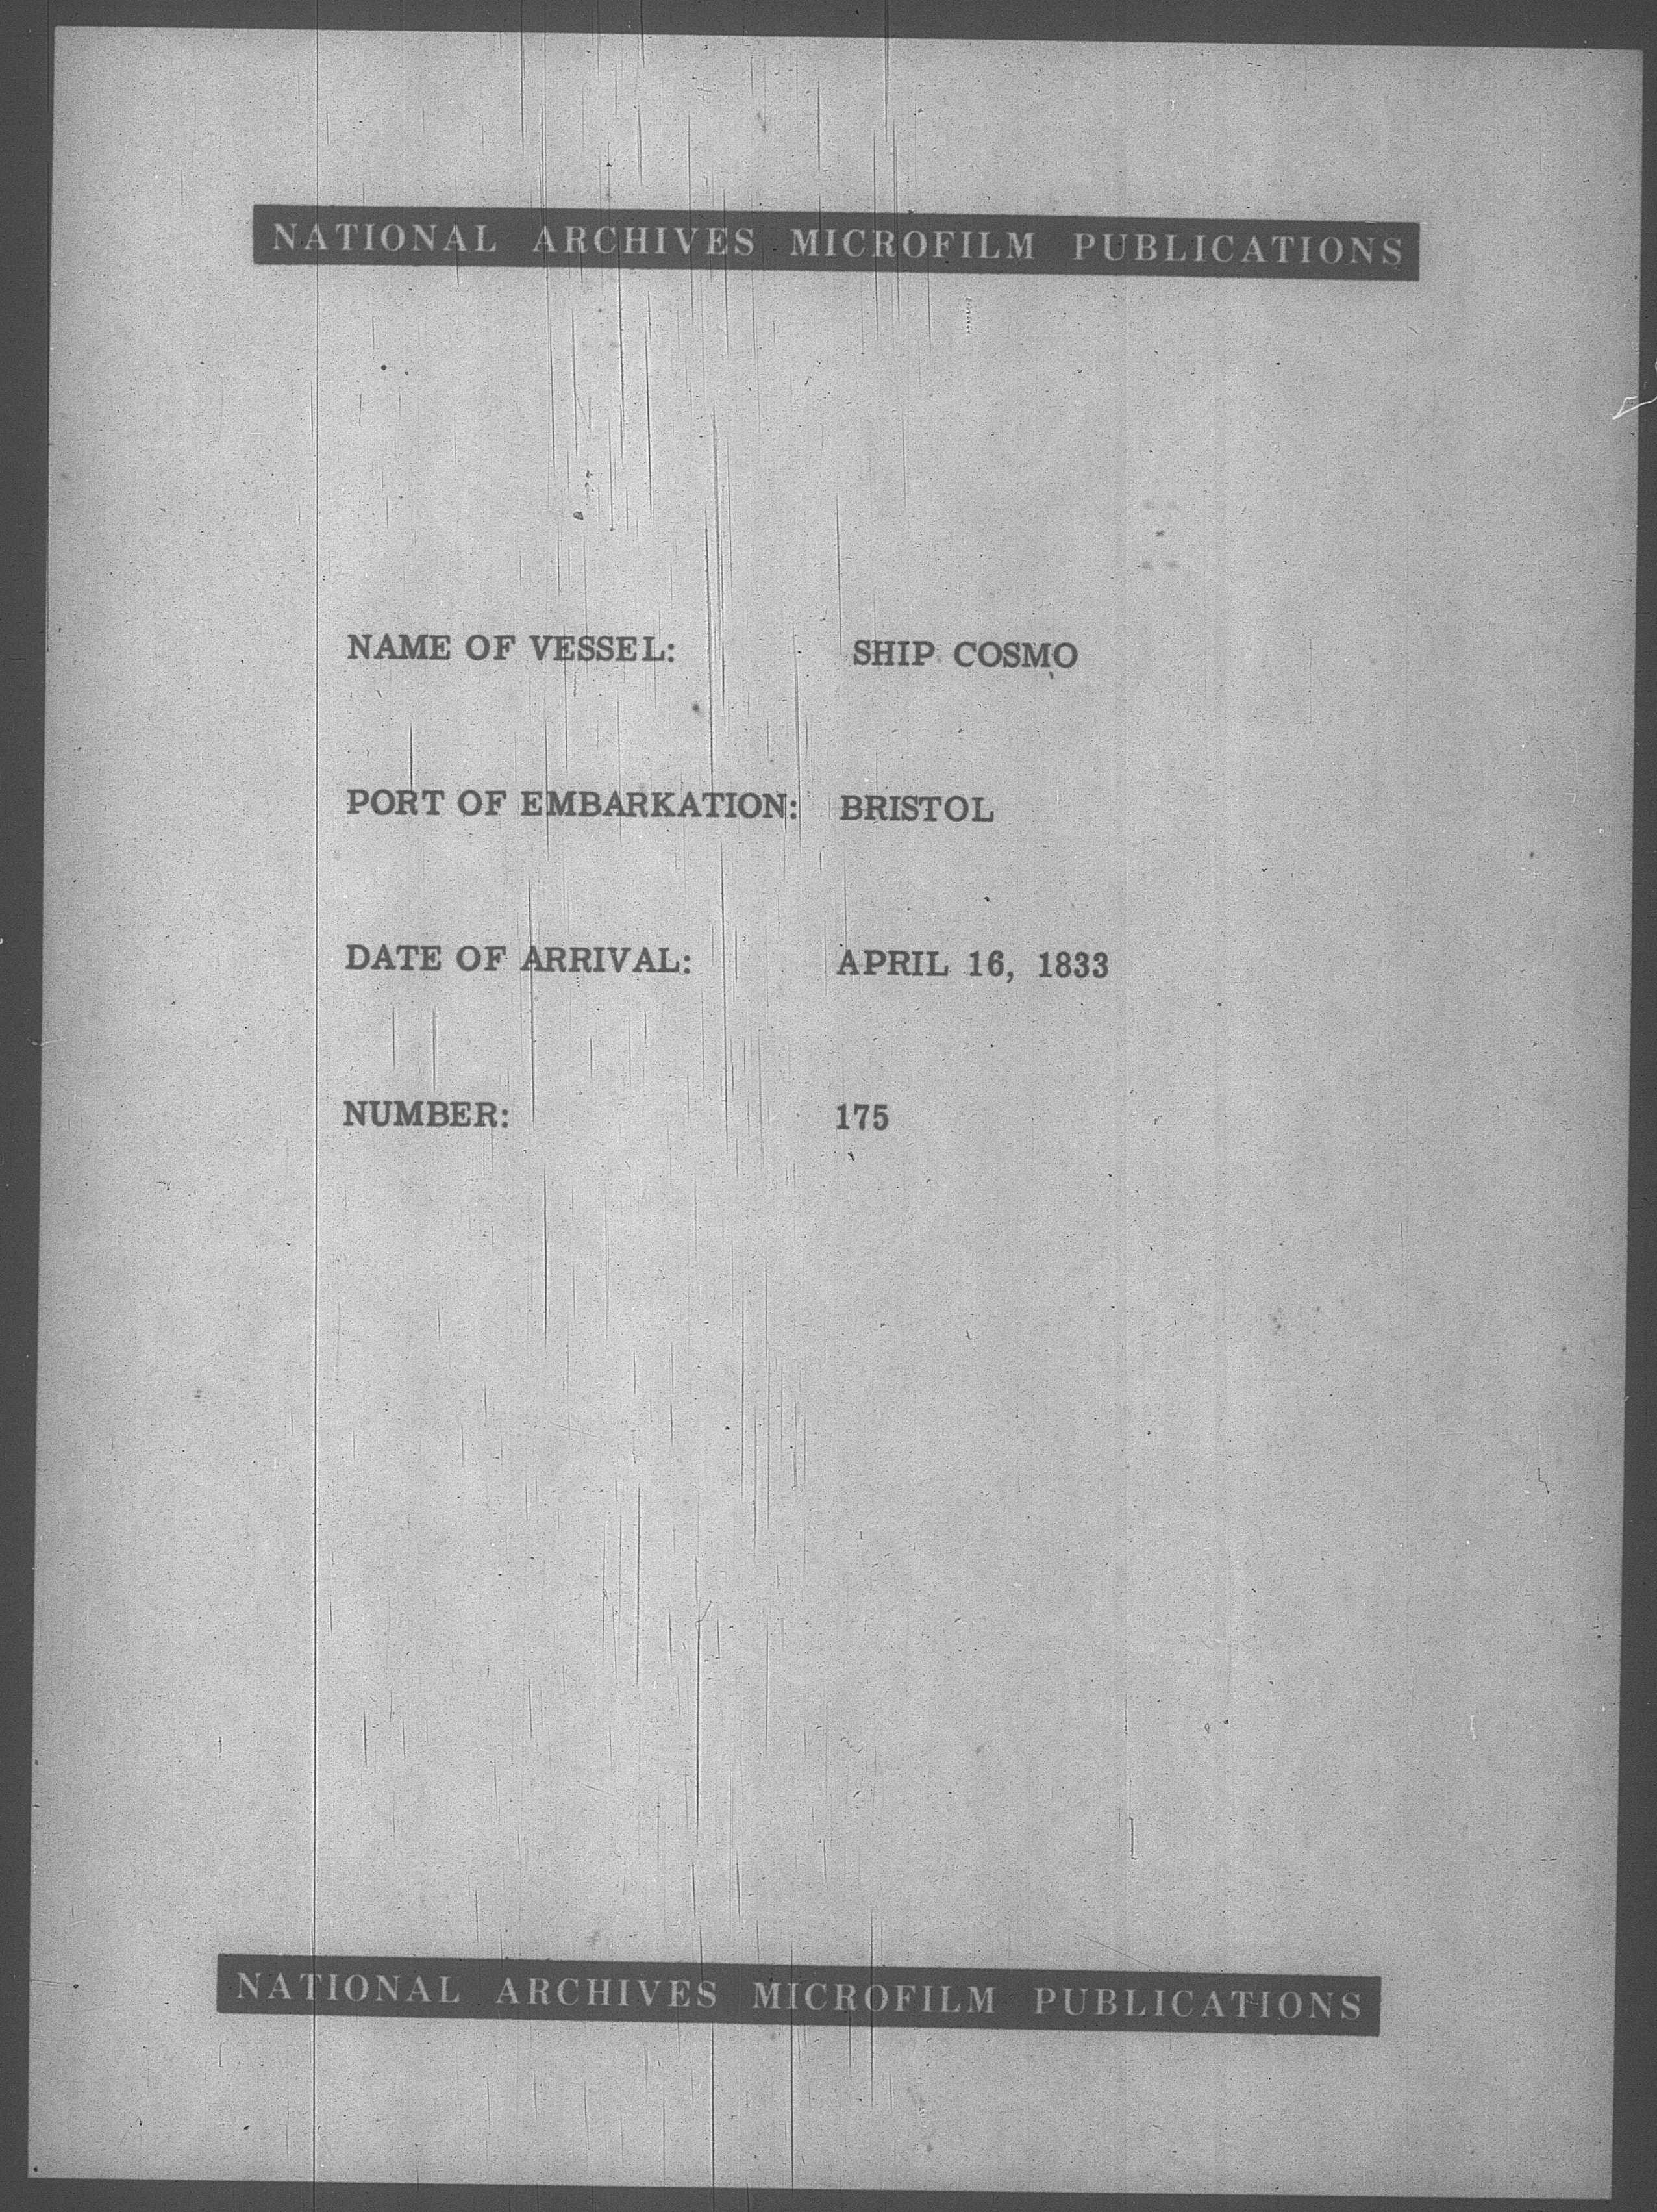 NATIONAL ARCHIVES MICROFILM PUBLICATIONS
NAME OF VESSEL: SHIP COSMO
PORT OF EMBARKATION: BRISTOL
DATE OF ARRIVAL: APRIL 16, 1833
NUMBER: 175
NATIONAL ARCHIVES MICROFILM PUBLICATIONS